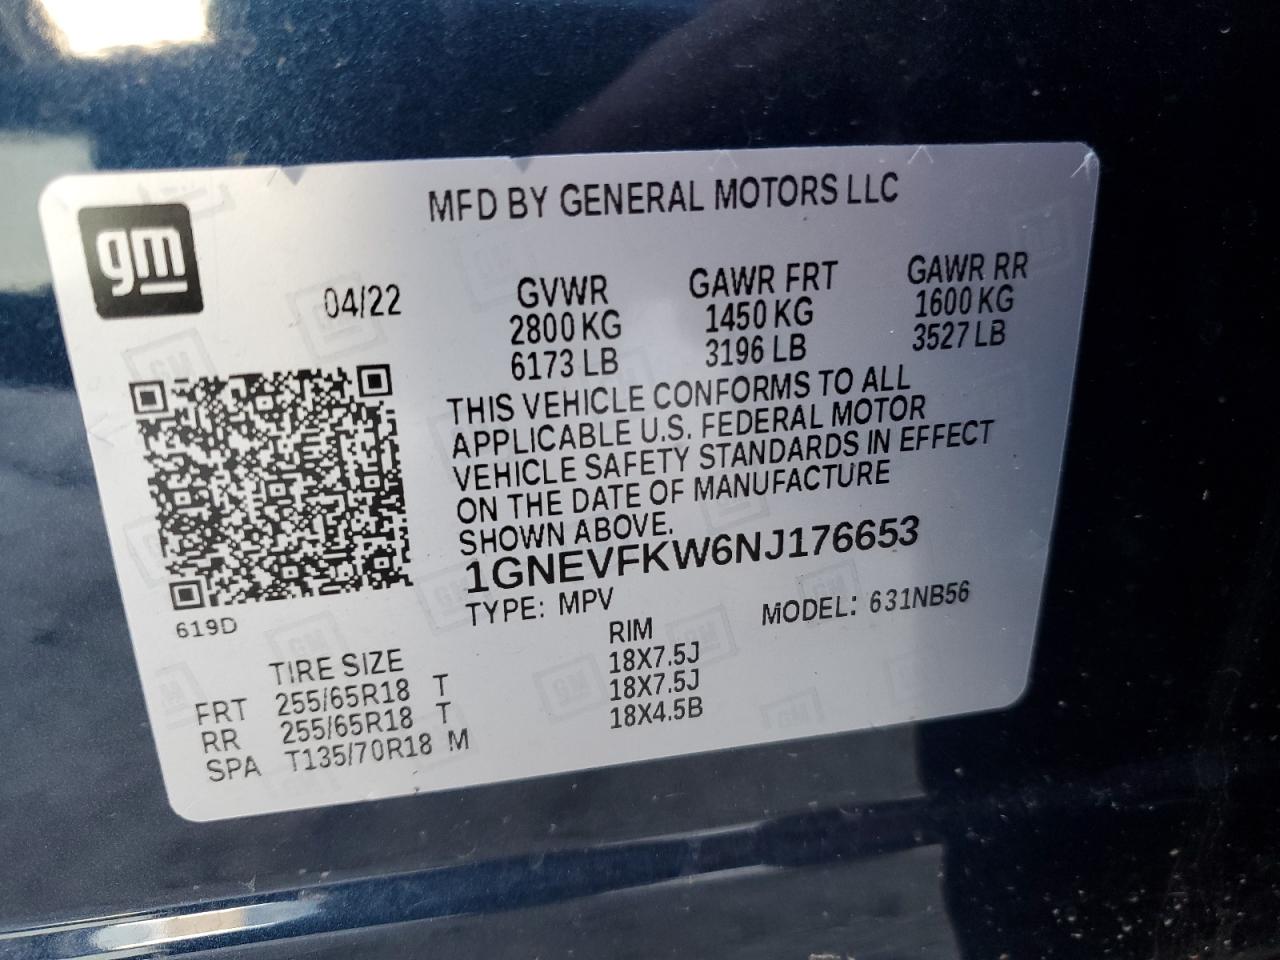 gm
MFD BY GENERAL MOTORS LLC
04/22
GVWR GAWR FRT GAWR RR
2800 KG 1450 KG 1600 KG
6173 LB 3196 LB 3527 LB
THIS VEHICLE CONFORMS TO ALL
APPLICABLE U.S. FEDERAL MOTOR
VEHICLE SAFETY STANDARDS IN EFFECT
ON THE DATE OF MANUFACTURE
SHOWN ABOVE.
1GNEVFKW6NJ176653
TYPE: MPV MODEL: 631NB56
619D
TIRE SIZE RIM
FRT 255/65R18 T 18X7.5J
RR 255/65R18 T 18X7.5J
SPA T135/70R18 M 18X4.5B